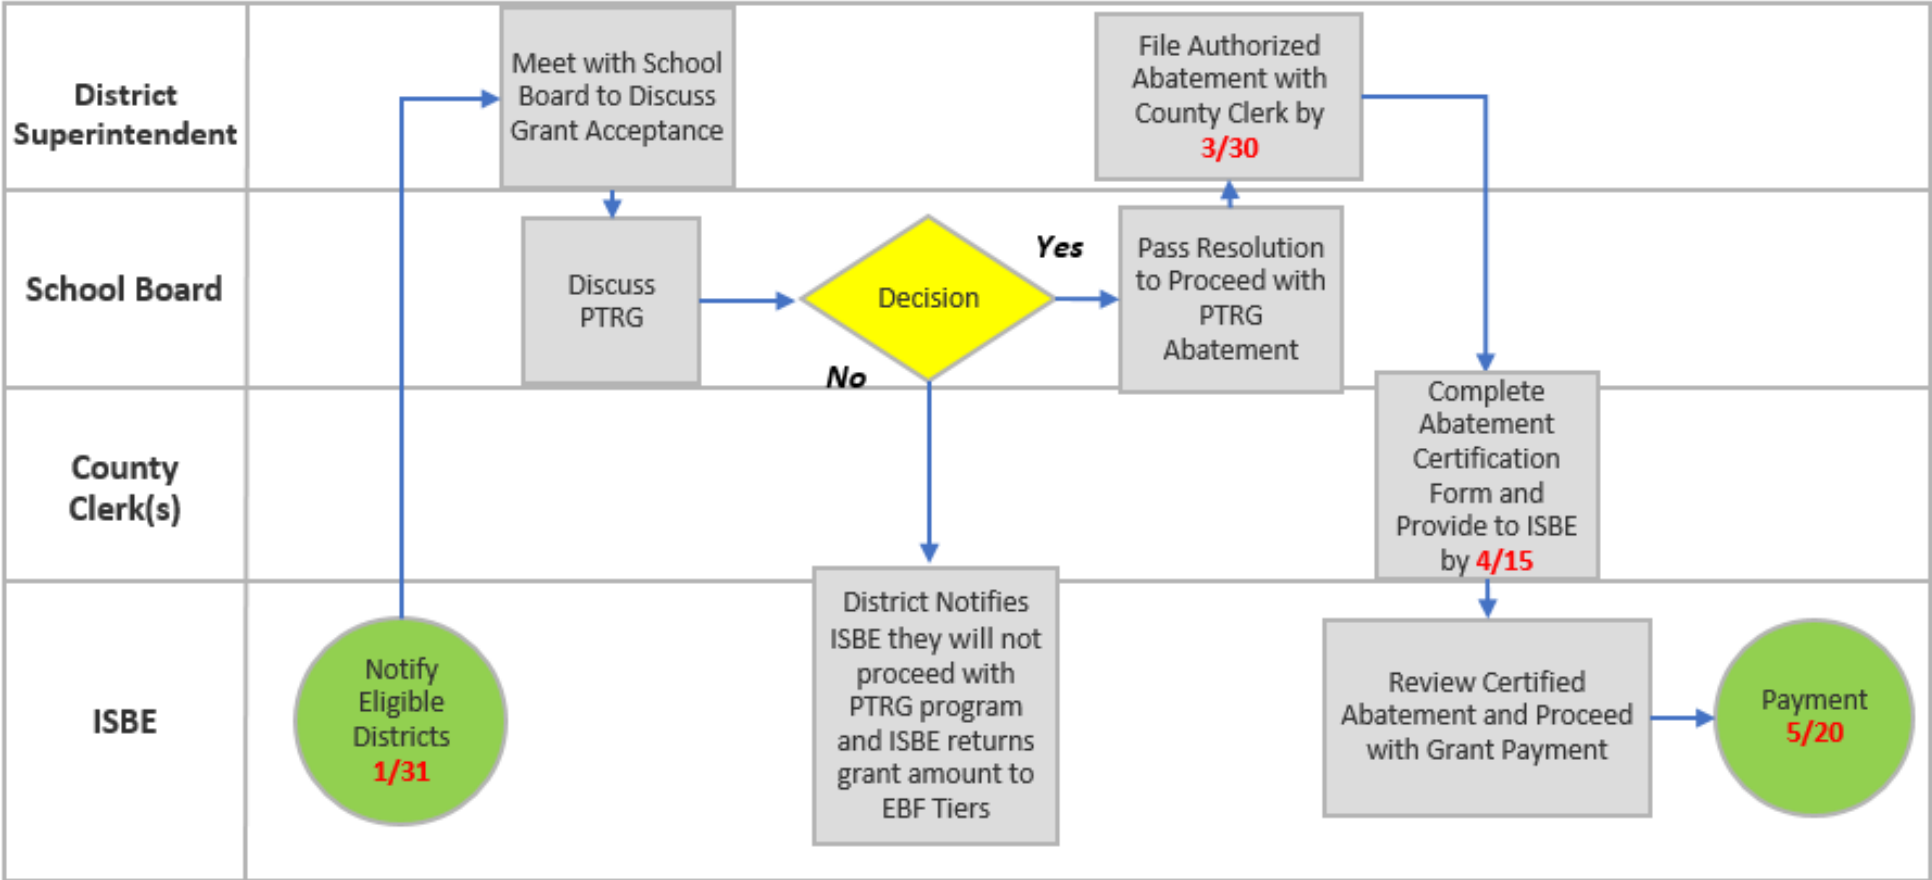 District
Superintendent
Meet with School
Board to Discuss
Grant Acceptance
File Authorized
Abatement with
County Clerk by
3/30
School Board
Discuss
PTRG
Decision
Yes
No
Pass Resolution
to Proceed with
PTRG
Abatement
County
Clerk(s)
Complete
Abatement
Certification
Form and
Provide to ISBE
by 4/15
ISBE
Notify
Eligible
Districts
1/31
District Notifies
ISBE they will not
proceed with
PTRG program
and ISBE returns
grant amount to
EBF Tiers
Review Certified
Abatement and Proceed
with Grant Payment
Payment
5/20